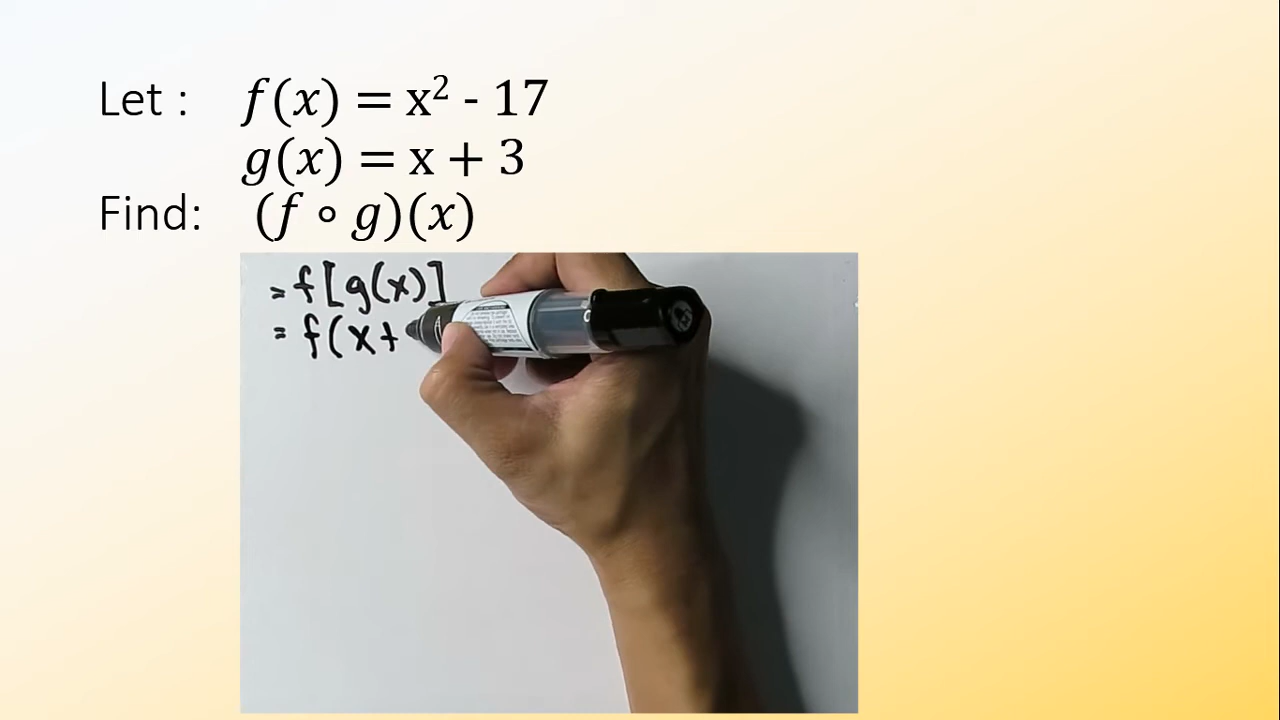 Let : f(x) = x² - 17
g(x) = x + 3
Find: (f ∘ g)(x)
= f[g(x)]
= f(x+